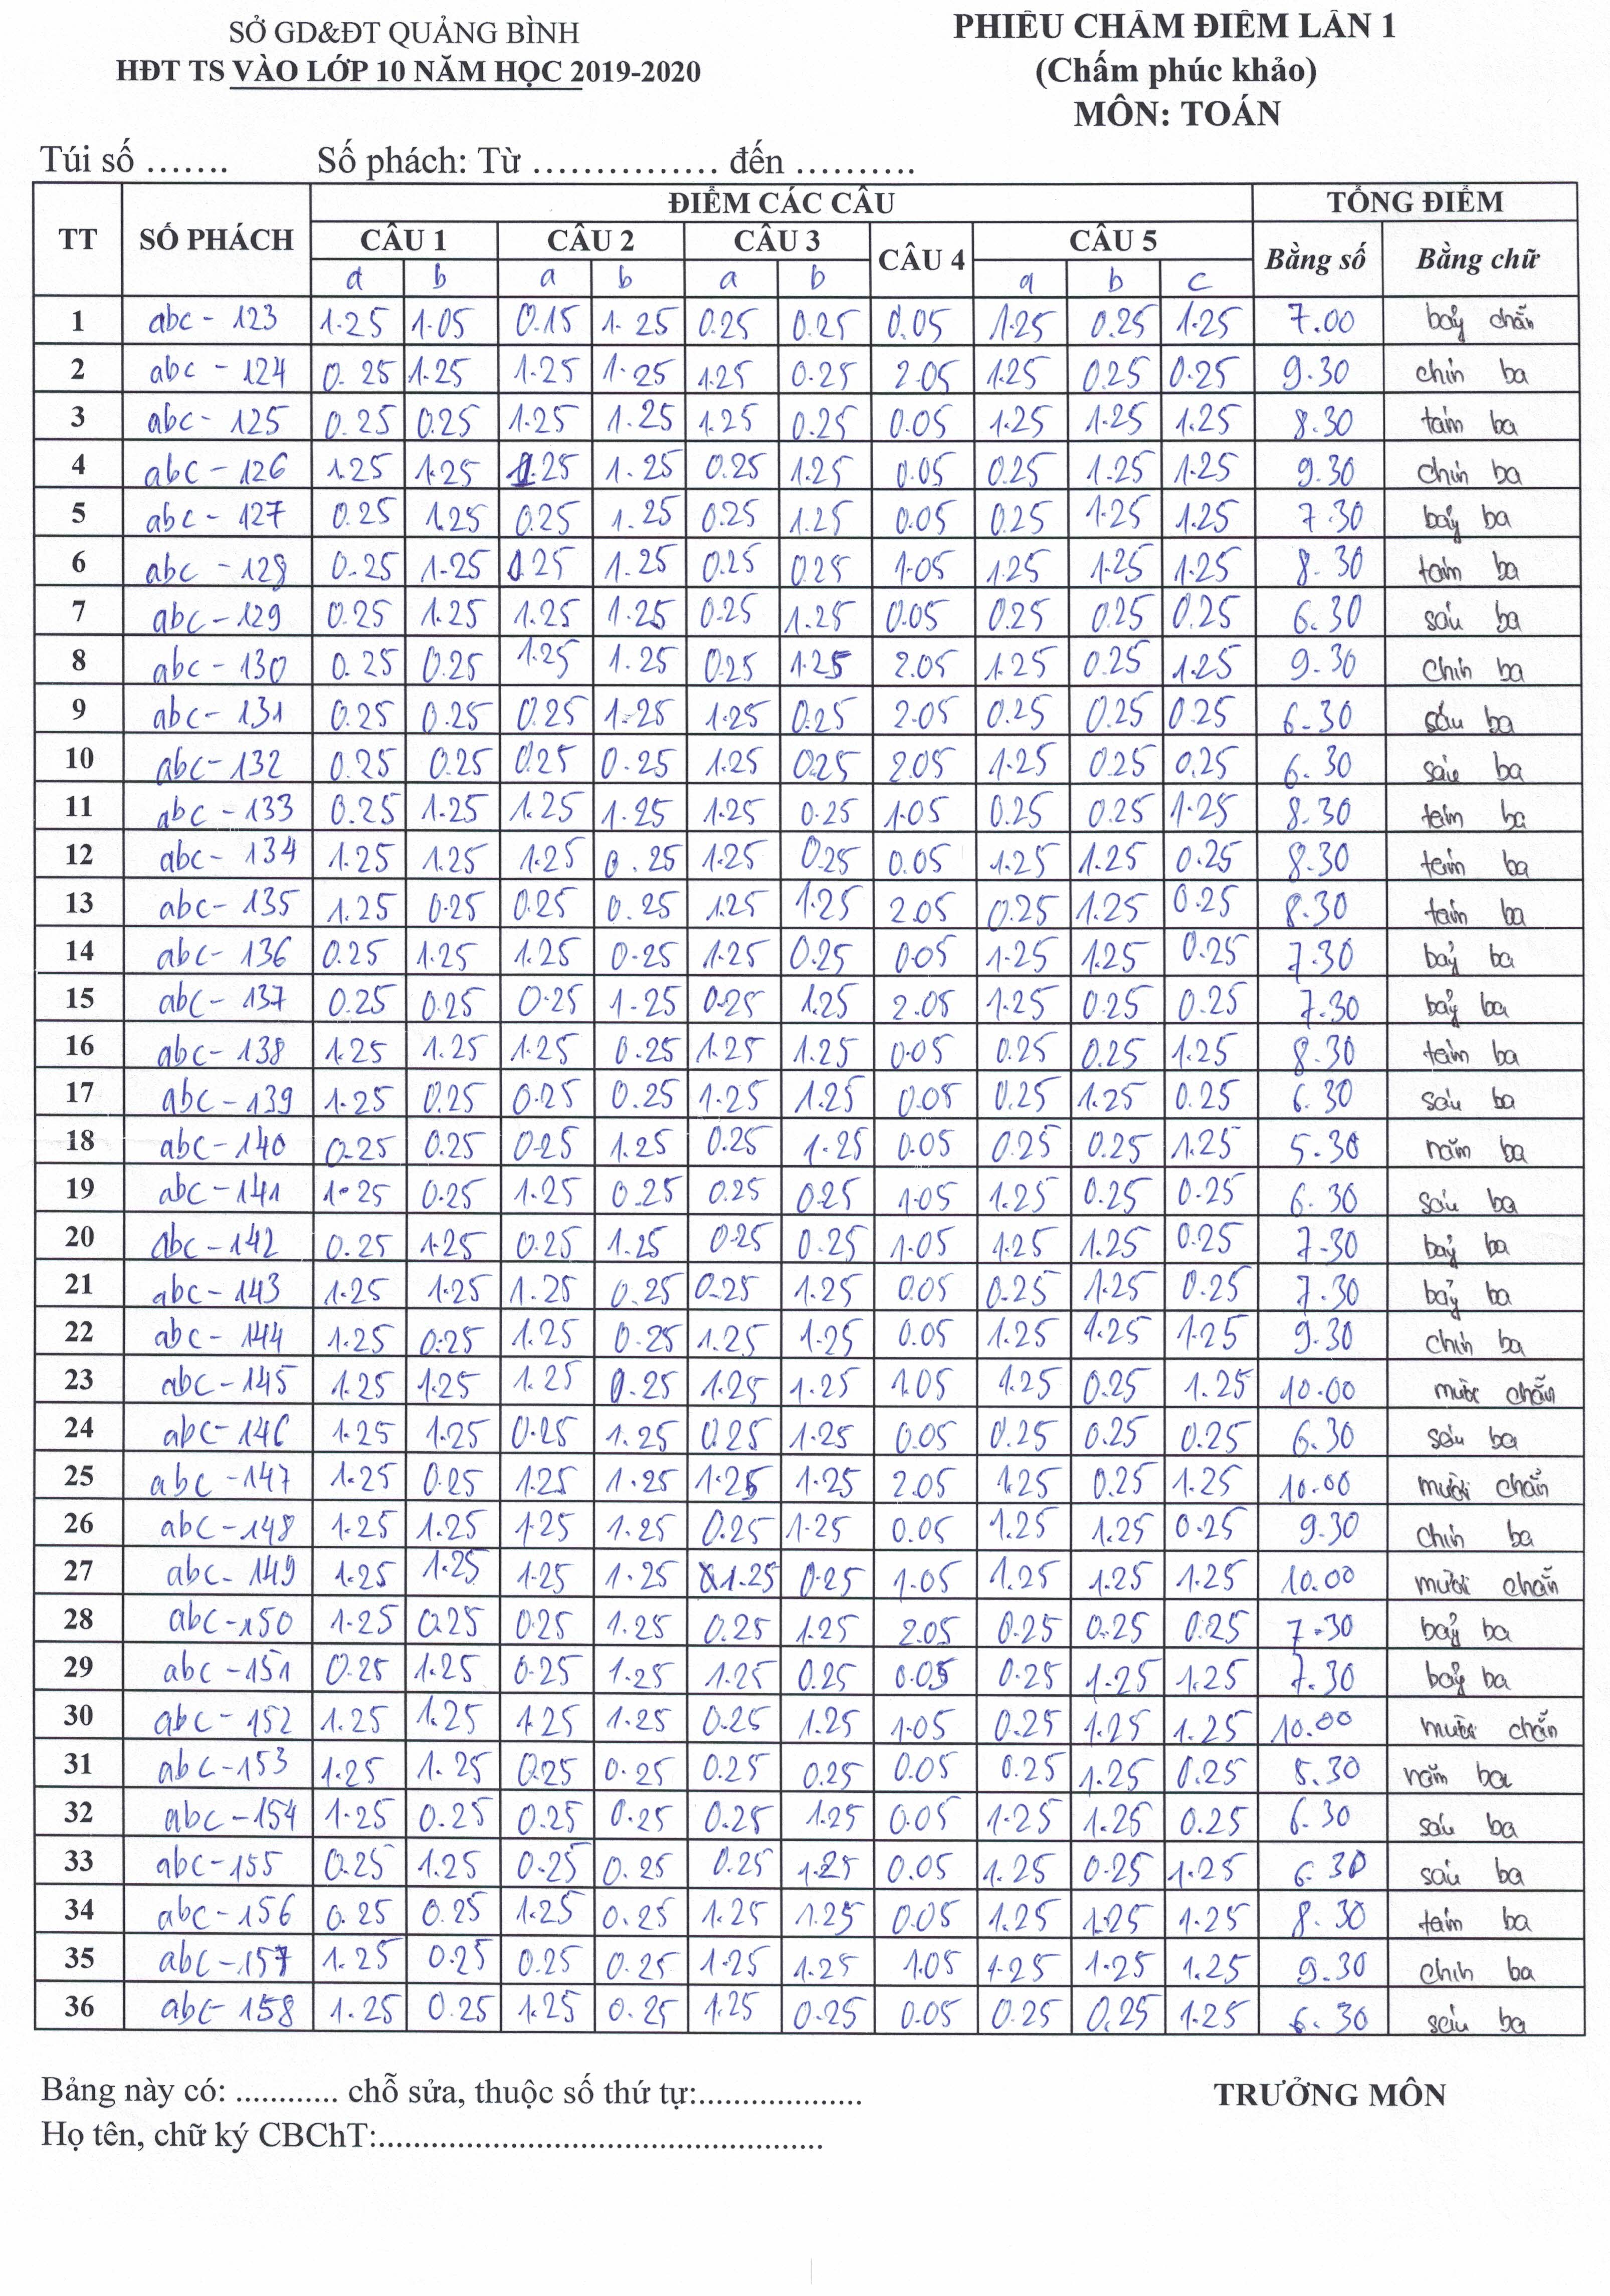 SỞ GD&ĐT QUẢNG BÌNH
HĐT TS VÀO LỚP 10 NĂM HỌC 2019-2020
PHIẾU CHẤM ĐIỂM LẦN 1
(Chấm phúc khảo)
MÔN: TOÁN
Túi số ....... Số phách: Từ ............... đến ..........
TT SỐ PHÁCH ĐIỂM CÁC CÂU TỔNG ĐIỂM
CÂU 1 CÂU 2 CÂU 3 CÂU 4 CÂU 5 Bằng số Bằng chữ
a b a b a b a b c
1 abc - 123 1.25 1.05 0.15 1.25 0.25 0.25 0.05 1.25 0.25 1.25 7.00 bảy chẵn
2 abc - 124 0.25 1.25 1.25 1.25 1.25 0.25 2.05 1.25 0.25 0.25 9.30 chín ba
3 abc - 125 0.25 0.25 1.25 1.25 1.25 0.25 0.05 1.25 1.25 1.25 8.30 tám ba
4 abc - 126 1.25 1.25 1.25 1.25 0.25 1.25 0.05 0.25 1.25 1.25 9.30 chín ba
5 abc - 127 0.25 1.25 0.25 1.25 0.25 1.25 0.05 0.25 1.25 1.25 7.30 bảy ba
6 abc - 128 0.25 1.25 1.25 1.25 0.25 0.25 1.05 1.25 1.25 1.25 8.30 tám ba
7 abc - 129 0.25 1.25 1.25 1.25 0.25 1.25 0.05 0.25 0.25 0.25 6.30 sáu ba
8 abc - 130 0.25 0.25 1.25 1.25 0.25 1.25 2.05 1.25 0.25 1.25 9.30 chín ba
9 abc - 131 0.25 0.25 0.25 1.25 1.25 0.25 2.05 0.25 0.25 0.25 6.30 sáu ba
10 abc - 132 0.25 0.25 0.25 0.25 1.25 0.25 2.05 1.25 0.25 0.25 6.30 sáu ba
11 abc - 133 0.25 1.25 1.25 1.25 1.25 0.25 1.05 0.25 0.25 1.25 8.30 tám ba
12 abc - 134 1.25 1.25 1.25 0.25 1.25 0.25 0.05 1.25 1.25 0.25 8.30 tám ba
13 abc - 135 1.25 0.25 0.25 0.25 1.25 1.25 2.05 0.25 1.25 0.25 8.30 tám ba
14 abc - 136 0.25 1.25 1.25 0.25 1.25 0.25 0.05 1.25 1.25 0.25 7.30 bảy ba
15 abc - 137 0.25 0.25 0.25 1.25 0.25 1.25 2.05 1.25 0.25 0.25 7.30 bảy ba
16 abc - 138 1.25 1.25 1.25 0.25 1.25 1.25 0.05 0.25 0.25 1.25 8.30 tám ba
17 abc - 139 1.25 0.25 0.25 0.25 1.25 1.25 0.05 0.25 1.25 0.25 6.30 sáu ba
18 abc - 140 0.25 0.25 0.25 1.25 0.25 1.25 0.05 0.25 0.25 1.25 5.30 năm ba
19 abc - 141 1.25 0.25 1.25 0.25 0.25 0.25 1.05 1.25 0.25 0.25 6.30 sáu ba
20 abc - 142 0.25 1.25 0.25 1.25 0.25 0.25 1.05 1.25 1.25 0.25 7.30 bảy ba
21 abc - 143 1.25 1.25 1.25 0.25 0.25 1.25 0.05 0.25 1.25 0.25 7.30 bảy ba
22 abc - 144 1.25 0.25 1.25 0.25 1.25 1.25 0.05 1.25 1.25 1.25 9.30 chín ba
23 abc - 145 1.25 1.25 1.25 0.25 1.25 1.25 1.05 1.25 0.25 1.25 10.00 mười chẵn
24 abc - 146 1.25 1.25 0.25 1.25 0.25 1.25 0.05 0.25 0.25 0.25 6.30 sáu ba
25 abc - 147 1.25 0.25 1.25 1.25 1.25 1.25 2.05 1.25 0.25 1.25 10.00 mười chẵn
26 abc - 148 1.25 1.25 1.25 1.25 0.25 1.25 0.05 1.25 1.25 0.25 9.30 chín ba
27 abc - 149 1.25 1.25 1.25 1.25 1.25 0.25 1.05 1.25 1.25 1.25 10.00 mười chẵn
28 abc - 150 1.25 0.25 0.25 1.25 0.25 1.25 2.05 0.25 0.25 0.25 7.30 bảy ba
29 abc - 151 0.25 1.25 0.25 1.25 1.25 0.25 0.05 0.25 1.25 1.25 7.30 bảy ba
30 abc - 152 1.25 1.25 1.25 1.25 0.25 1.25 1.05 0.25 1.25 1.25 10.00 mười chẵn
31 abc - 153 1.25 1.25 0.25 0.25 0.25 0.25 0.05 0.25 1.25 0.25 5.30 năm ba
32 abc - 154 1.25 0.25 0.25 0.25 0.25 1.25 0.05 1.25 1.25 0.25 6.30 sáu ba
33 abc - 155 0.25 1.25 0.25 0.25 0.25 1.25 0.05 1.25 0.25 1.25 6.30 sáu ba
34 abc - 156 0.25 0.25 1.25 0.25 1.25 1.25 0.05 1.25 1.25 1.25 8.30 tám ba
35 abc - 157 1.25 0.25 0.25 0.25 1.25 1.25 1.05 1.25 1.25 1.25 9.30 chín ba
36 abc - 158 1.25 0.25 1.25 0.25 1.25 0.25 0.05 0.25 0.25 1.25 6.30 sáu ba
Bảng này có: ............ chỗ sửa, thuộc số thứ tự:...................
TRƯỞNG MÔN
Họ tên, chữ ký CBChT:....................................................